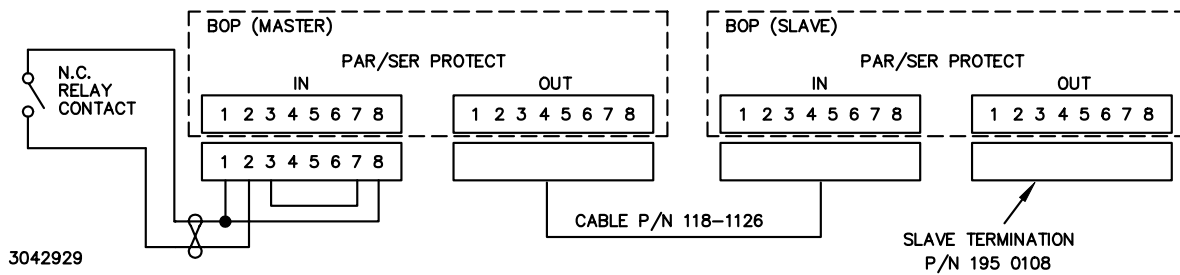 BOP (MASTER)
PAR/SER PROTECT
IN
OUT
1 2 3 4 5 6 7 8
1 2 3 4 5 6 7 8
1 2 3 4 5 6 7 8
N.C.
RELAY
CONTACT
BOP (SLAVE)
PAR/SER PROTECT
IN
OUT
1 2 3 4 5 6 7 8
1 2 3 4 5 6 7 8
CABLE P/N 118-1126
SLAVE TERMINATION
P/N 195 0108
3042929